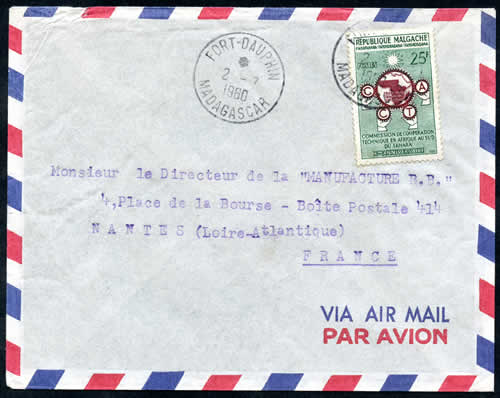 FORT-DAUPHIN
1960
MADAGASCAR
REPUBLIQUE MALGACHE
25F
C C T A
COMMISSION DE COOPERATION
TECHNIQUE EN AFRIQUE AU SUD
DU SAHARA
Monsieur le Directeur de la "MANUFACTURE B.B."
4,Place de la Bourse - Boîte Postale 414
NANTES (Loire-Atlantique)
FRANCE
VIA AIR MAIL
PAR AVION